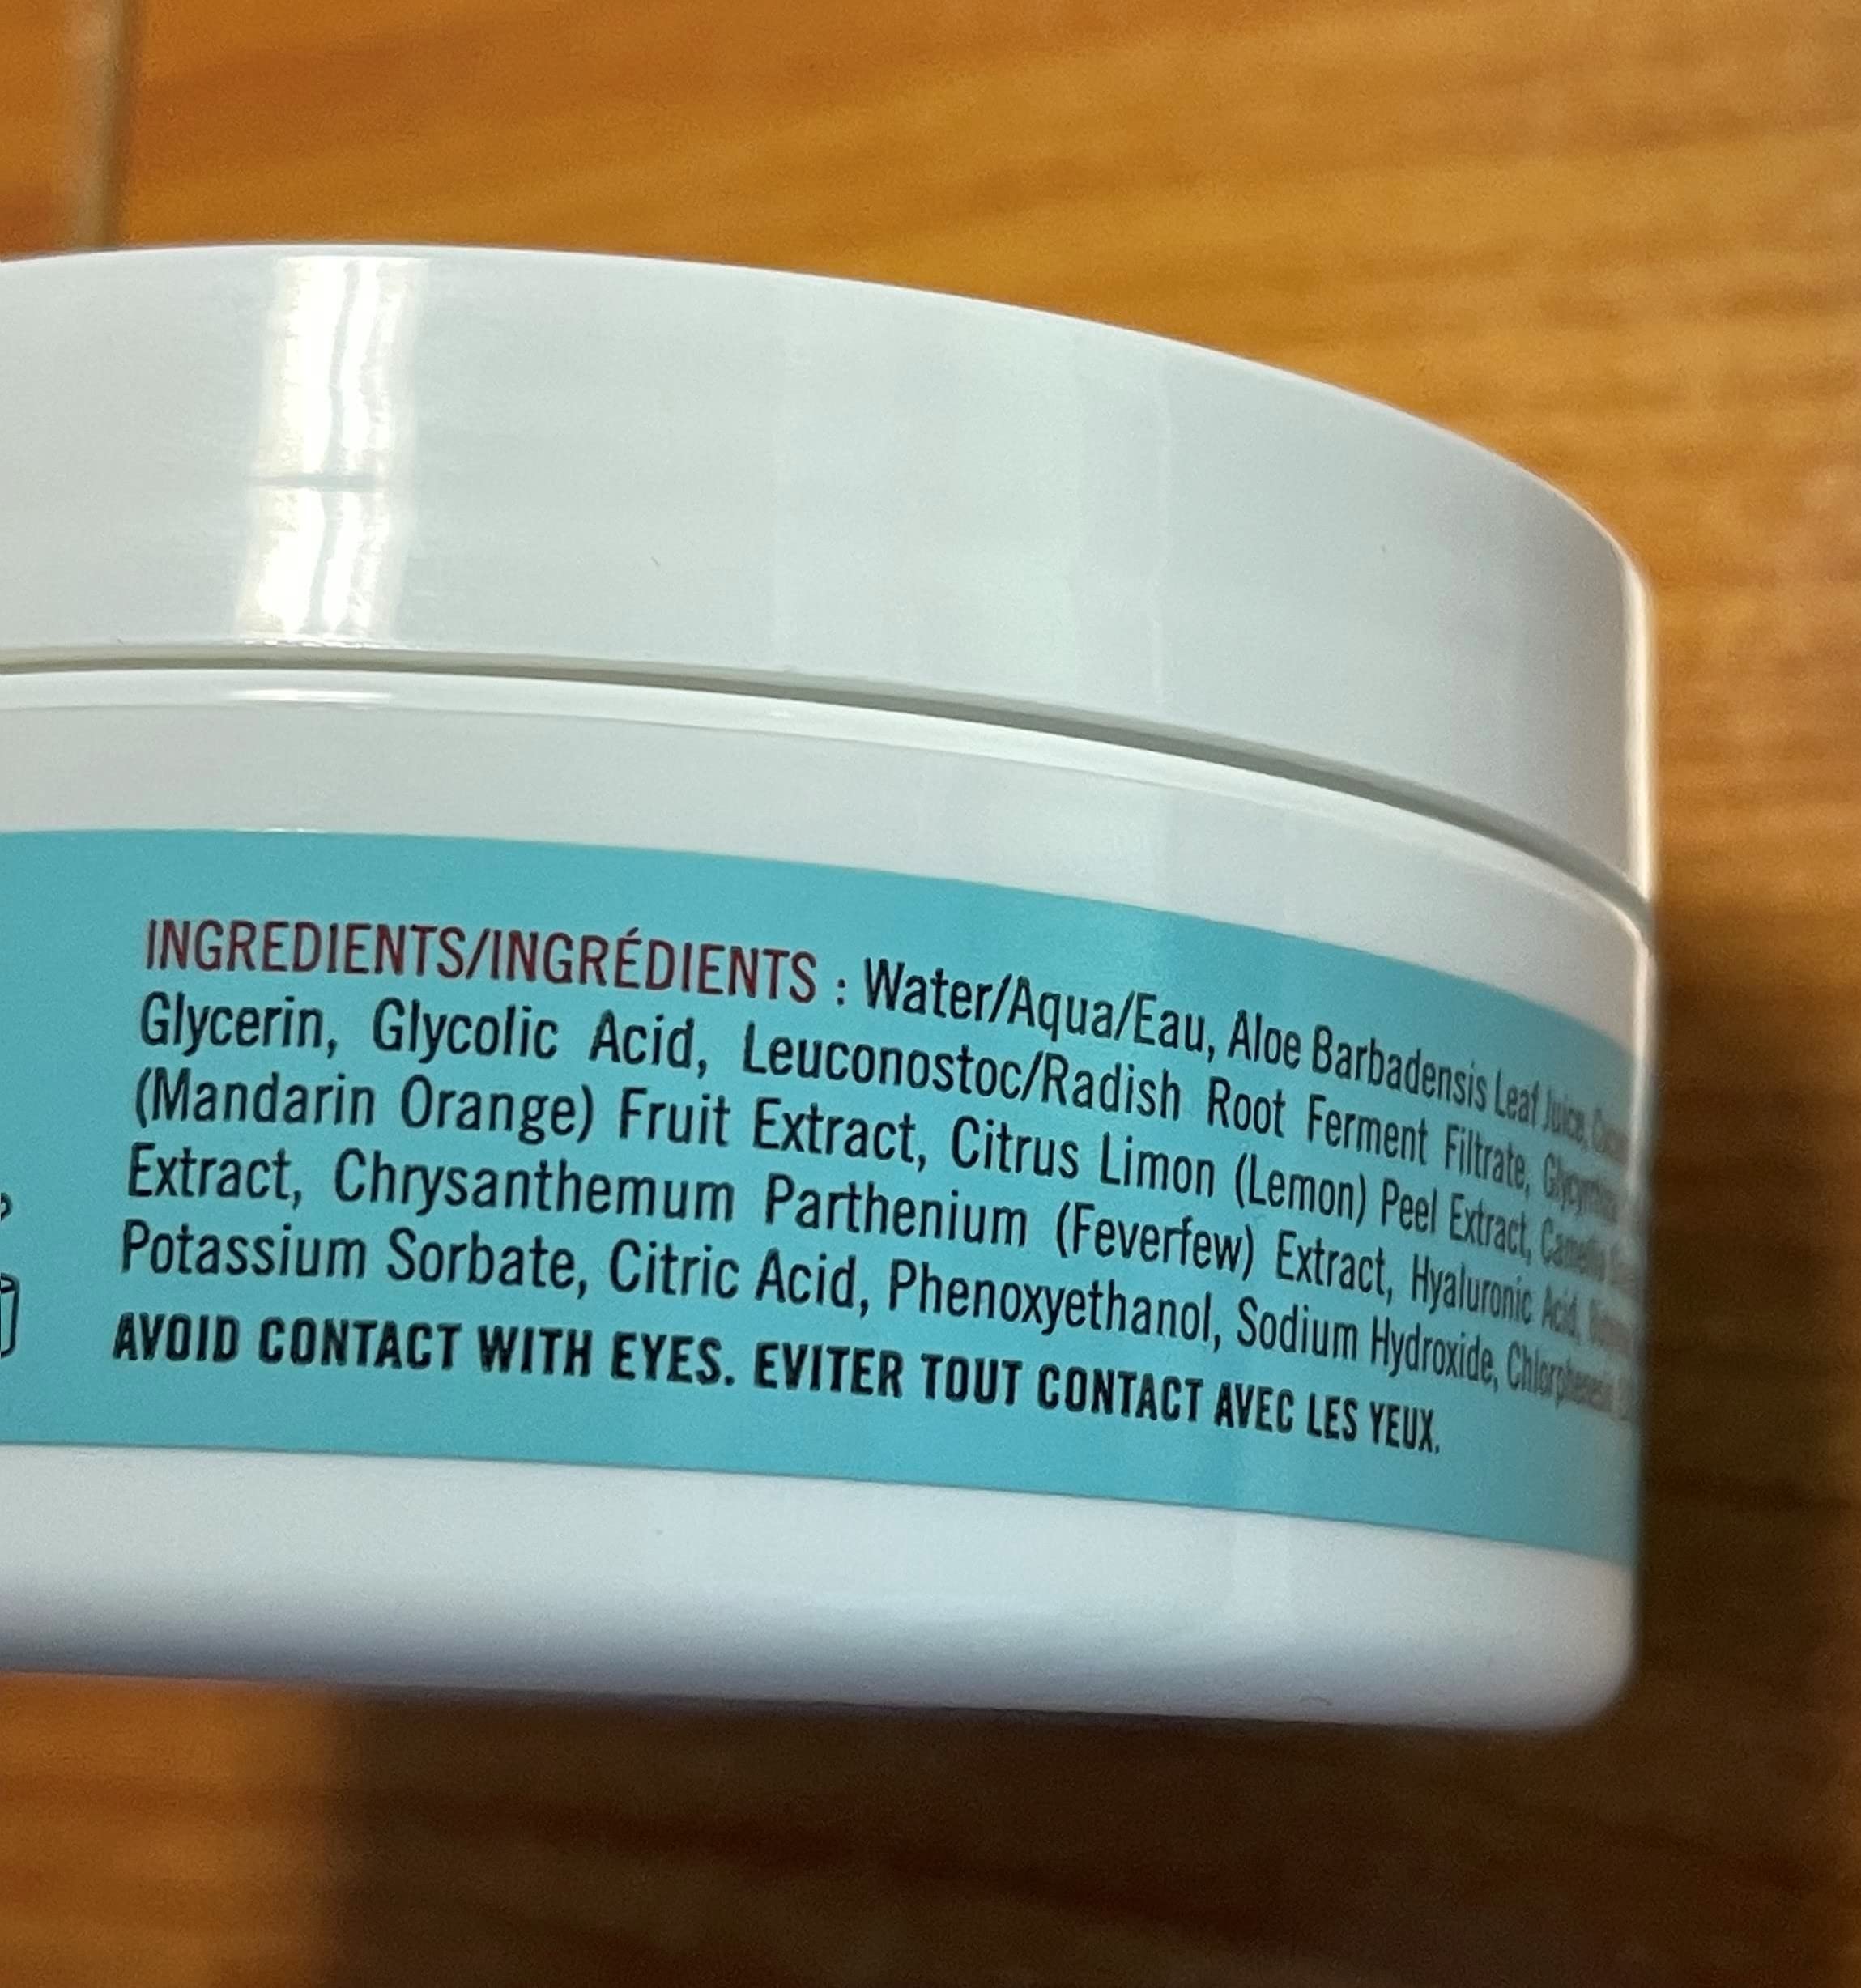 INGREDIENTS/INGRÉDIENTS : Water/Aqua/Eau, Aloe Barbadensis Leaf Juice,
Glycerin, Glycolic Acid, Leuconostoc/Radish Root Ferment Filtrate,
(Mandarin Orange) Fruit Extract, Citrus Limon (Lemon) Peel Extract, Camellia
Extract, Chrysanthemum Parthenium (Feverfew) Extract, Hyaluronic Acid,
Potassium Sorbate, Citric Acid, Phenoxyethanol, Sodium Hydroxide,
AVOID CONTACT WITH EYES. EVITER TOUT CONTACT AVEC LES YEUX.